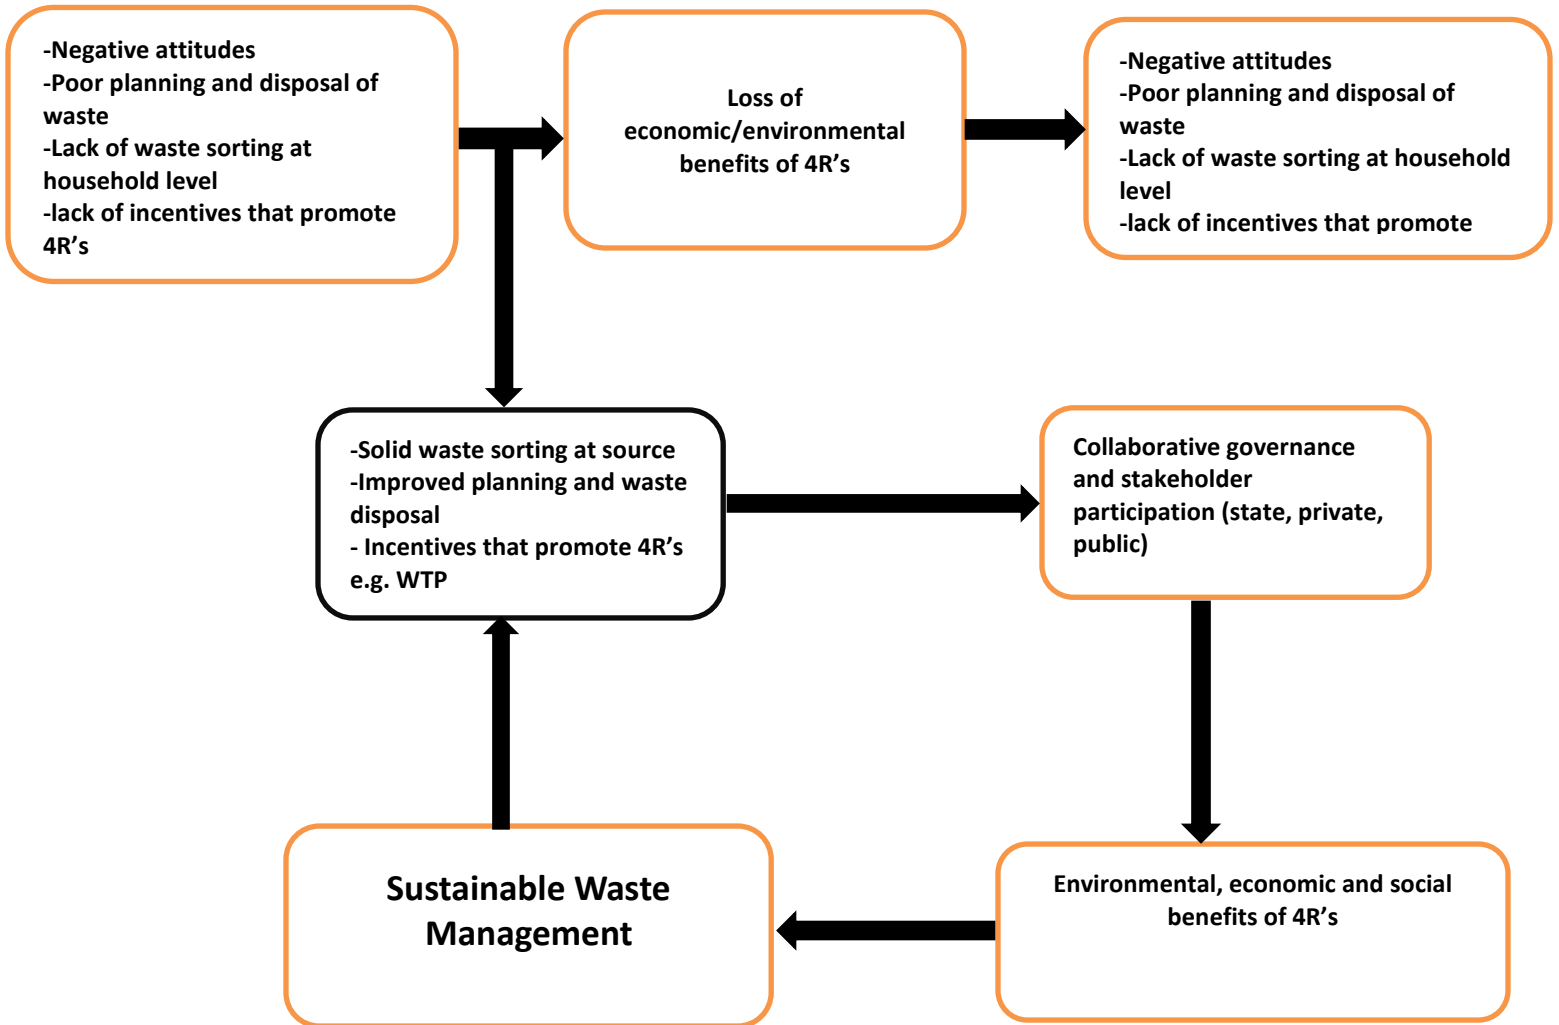 -Negative attitudes
-Poor planning and disposal of
waste
-Lack of waste sorting at
household level
-lack of incentives that promote
4R’s
Loss of
economic/environmental
benefits of 4R’s
-Negative attitudes
-Poor planning and disposal of
waste
-Lack of waste sorting at household
level
-lack of incentives that promote
-Solid waste sorting at source
-Improved planning and waste
disposal
- Incentives that promote 4R’s
e.g. WTP
Collaborative governance
and stakeholder
participation (state, private,
public)
Sustainable Waste
Management
Environmental, economic and social
benefits of 4R’s